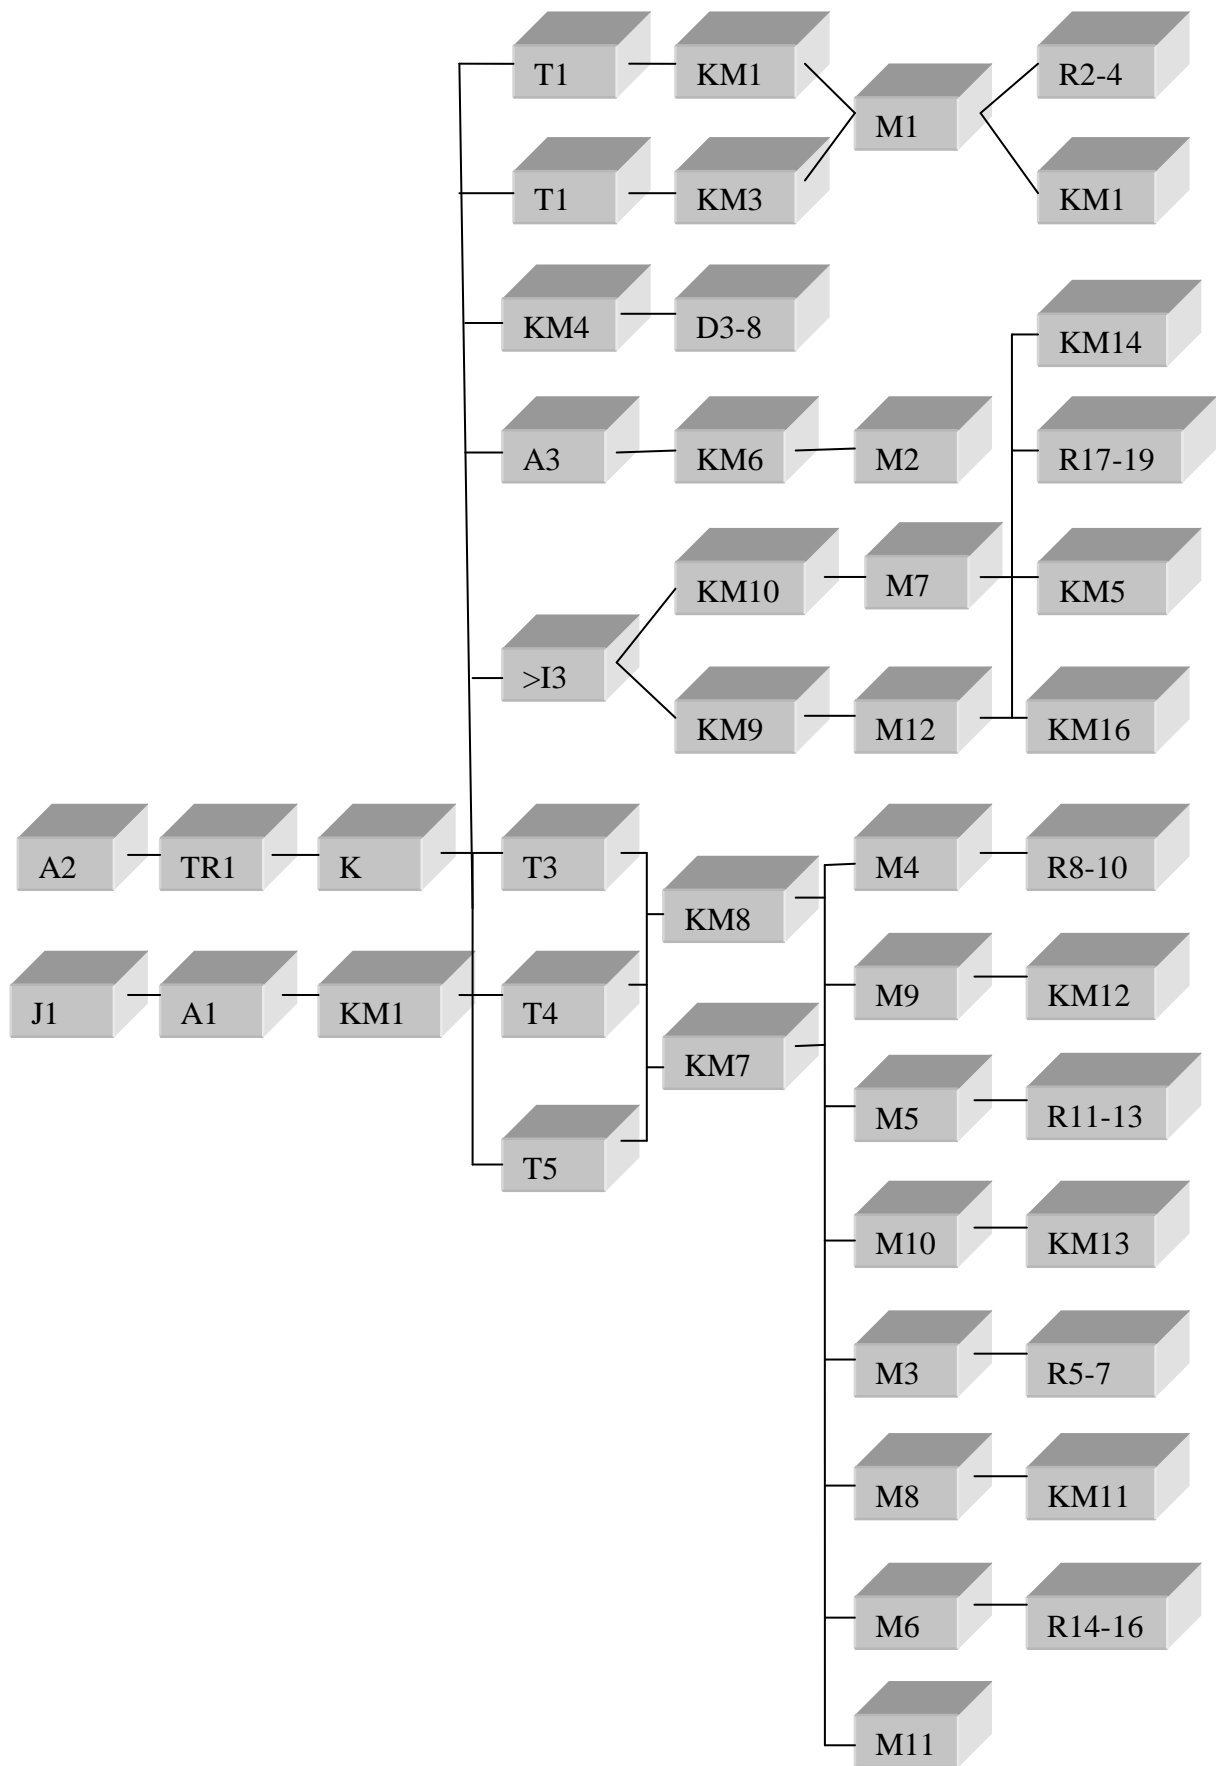 T1 KM1 R2-4
M1
T1 KM3 KM1
KM4 D3-8 KM14
A3 KM6 M2 R17-19
KM10 M7 KM5
>I3
KM9 M12 KM16
A2 TR1 K T3 M4 R8-10
KM8
J1 A1 KM1 T4 M9 KM12
KM7
M5 R11-13
T5
M10 KM13
M3 R5-7
M8 KM11
M6 R14-16
M11